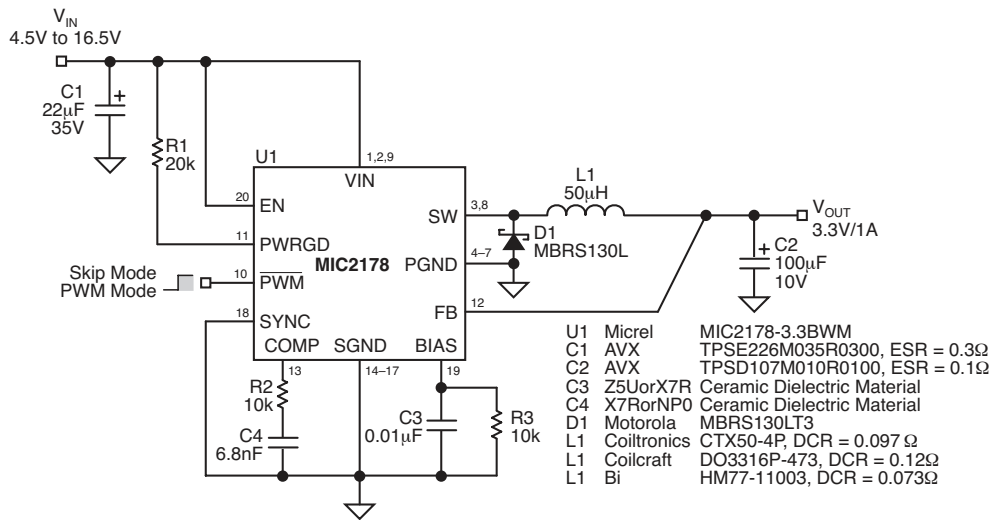 VIN
4.5V to 16.5V
C1
22µF
35V
R1
20k
U1
1,2,9
VIN
20
EN
11
PWRGD
MIC2178
Skip Mode
PWM Mode
10
PWM
18
SYNC
COMP
SGND
BIAS
13
14–17
19
SW
3,8
PGND
4–7
FB
12
L1
50µH
D1
MBRS130L
VOUT
3.3V/1A
C2
100µF
10V
R2
10k
C4
6.8nF
C3
0.01µF
R3
10k
U1 Micrel MIC2178-3.3BWM
C1 AVX TPSE226M035R0300, ESR = 0.3Ω
C2 AVX TPSD107M010R0100, ESR = 0.1Ω
C3 Z5UorX7R Ceramic Dielectric Material
C4 X7RorNP0 Ceramic Dielectric Material
D1 Motorola MBRS130LT3
L1 Coiltronics CTX50-4P, DCR = 0.097 Ω
L1 Coilcraft DO3316P-473, DCR = 0.12Ω
L1 Bi HM77-11003, DCR = 0.073Ω